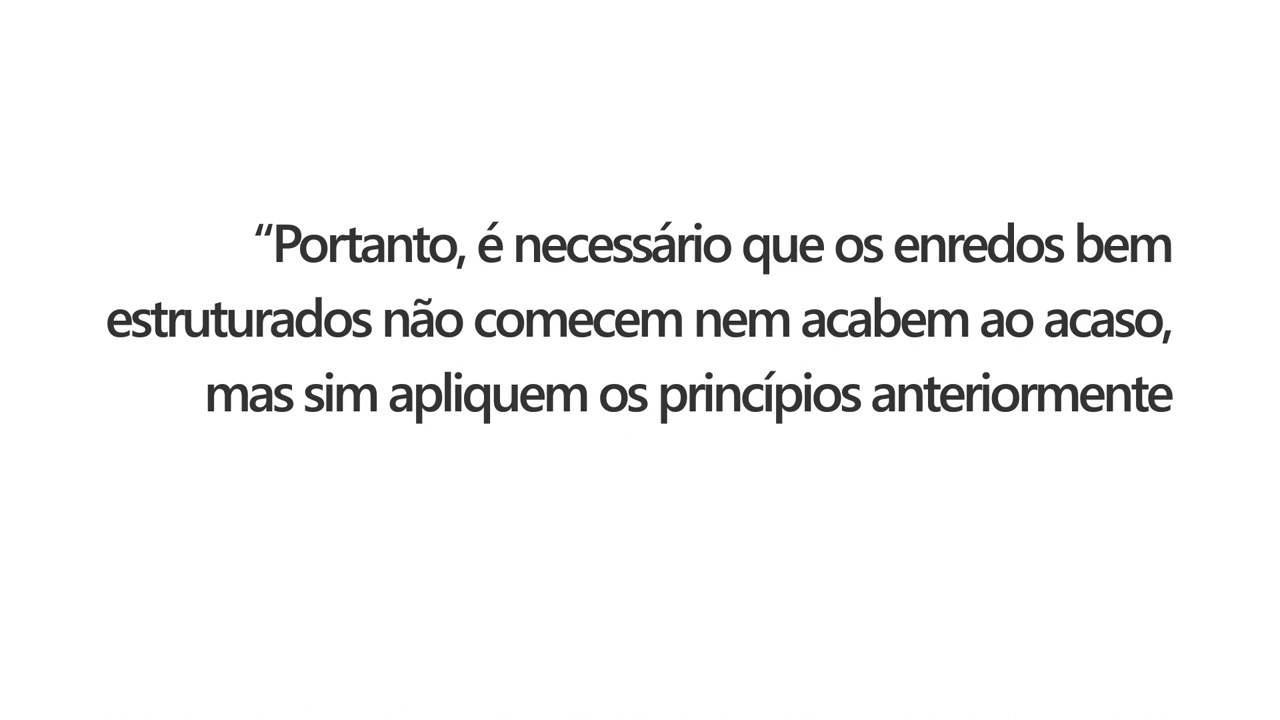 “Portanto, é necessário que os enredos bem
estruturados não comecem nem acabem ao acaso,
mas sim apliquem os princípios anteriormente